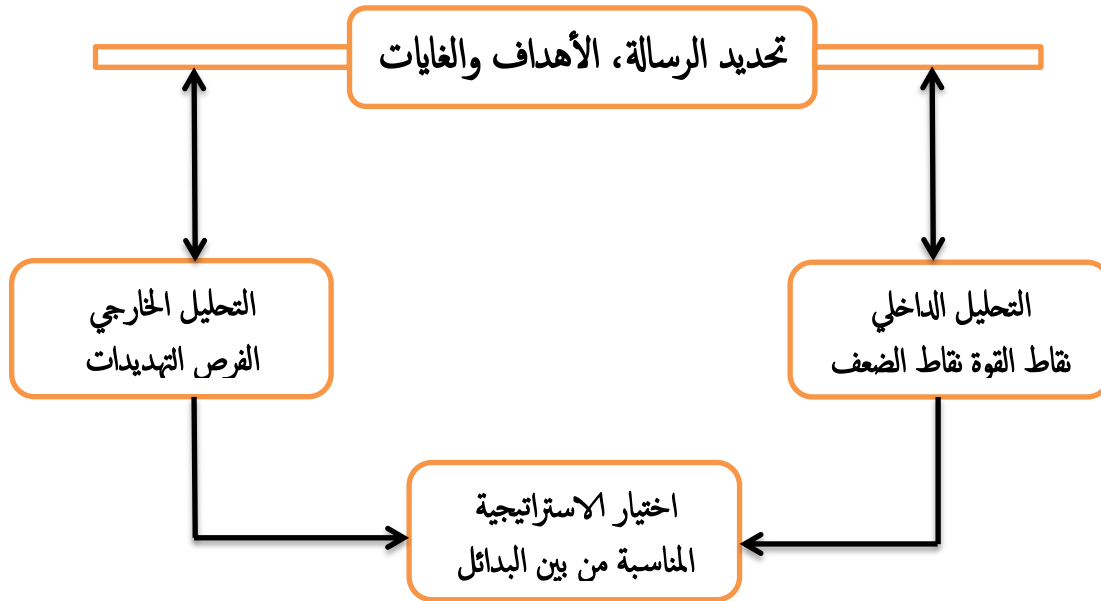 تحديد الرسالة، الأهداف والغايات
التحليل الداخلي
نقاط القوة نقاط الضعف
التحليل الخارجي
الفرص التهديدات
اختيار الاستراتيجية
المناسبة من بين البدائل